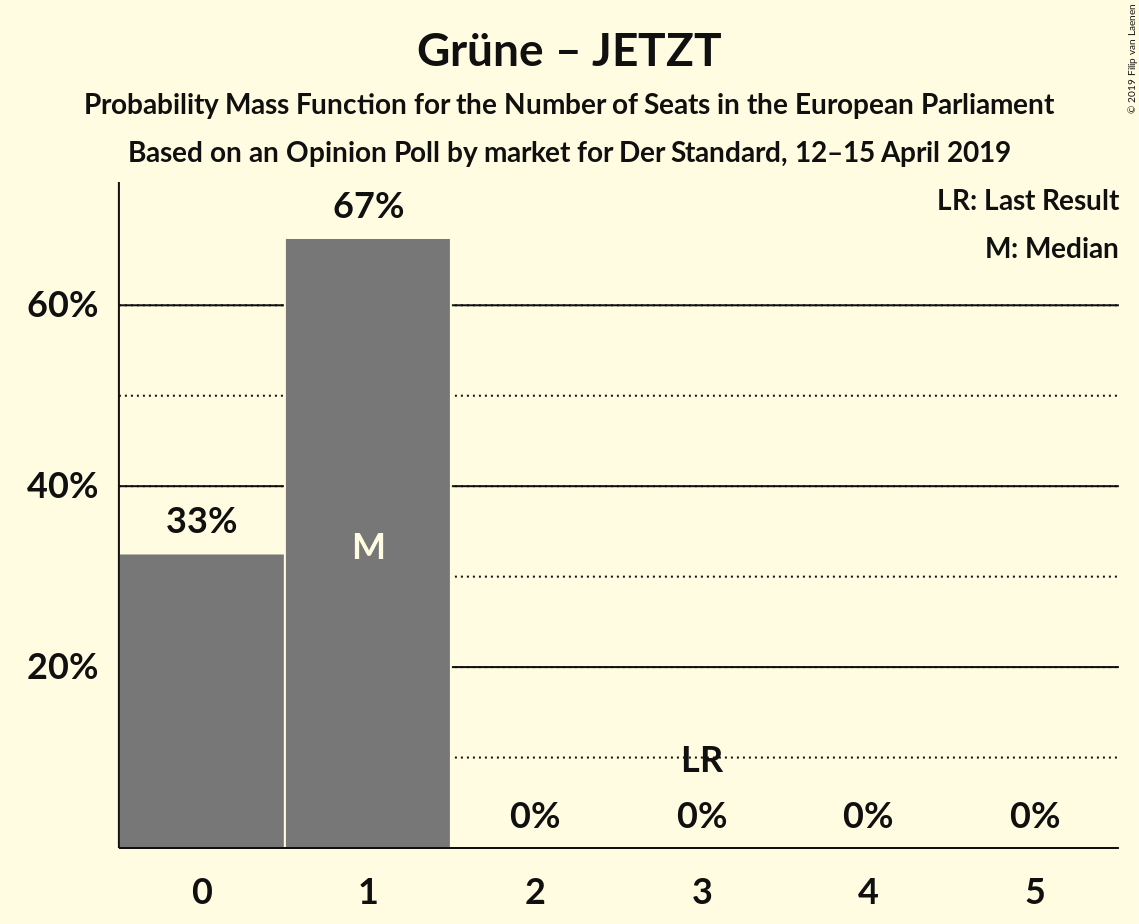 Grüne – JETZT
Probability Mass Function for the Number of Seats in the European Parliament
Based on an Opinion Poll by market for Der Standard, 12–15 April 2019
© 2019 Filip van Laenen
LR: Last Result
M: Median
67%
60%
40%
33%
M
20%
LR
0% 0% 0% 0%
0 1 2 3 4 5